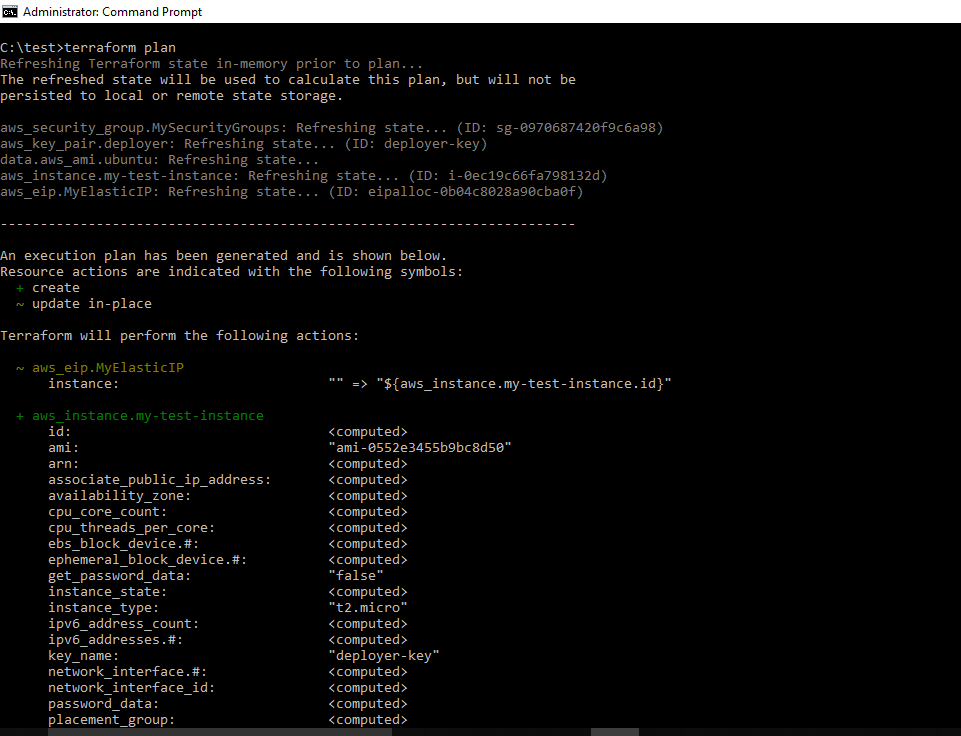 Administrator: Command Prompt
C:\test>terraform plan
Refreshing Terraform state in-memory prior to plan...
The refreshed state will be used to calculate this plan, but will not be
persisted to local or remote state storage.
aws_security_group.MySecurityGroups: Refreshing state... (ID: sg-0970687420f9c6a98)
aws_key_pair.deployer: Refreshing state... (ID: deployer-key)
data.aws_ami.ubuntu: Refreshing state...
aws_instance.my-test-instance: Refreshing state... (ID: i-0ec19c66fa798132d)
aws_eip.MyElasticIP: Refreshing state... (ID: eipalloc-0b04c8028a90cba0f)
------------------------------------------------------------------------
An execution plan has been generated and is shown below.
Resource actions are indicated with the following symbols:
+ create
~ update in-place
Terraform will perform the following actions:
~ aws_eip.MyElasticIP
instance: "" => "${aws_instance.my-test-instance.id}"
+ aws_instance.my-test-instance
id: <computed>
ami: "ami-0552e3455b9bc8d50"
arn: <computed>
associate_public_ip_address: <computed>
availability_zone: <computed>
cpu_core_count: <computed>
cpu_threads_per_core: <computed>
ebs_block_device.#: <computed>
ephemeral_block_device.#: <computed>
get_password_data: "false"
instance_state: <computed>
instance_type: "t2.micro"
ipv6_address_count: <computed>
ipv6_addresses.#: <computed>
key_name: "deployer-key"
network_interface.#: <computed>
network_interface_id: <computed>
password_data: <computed>
placement_group: <computed>